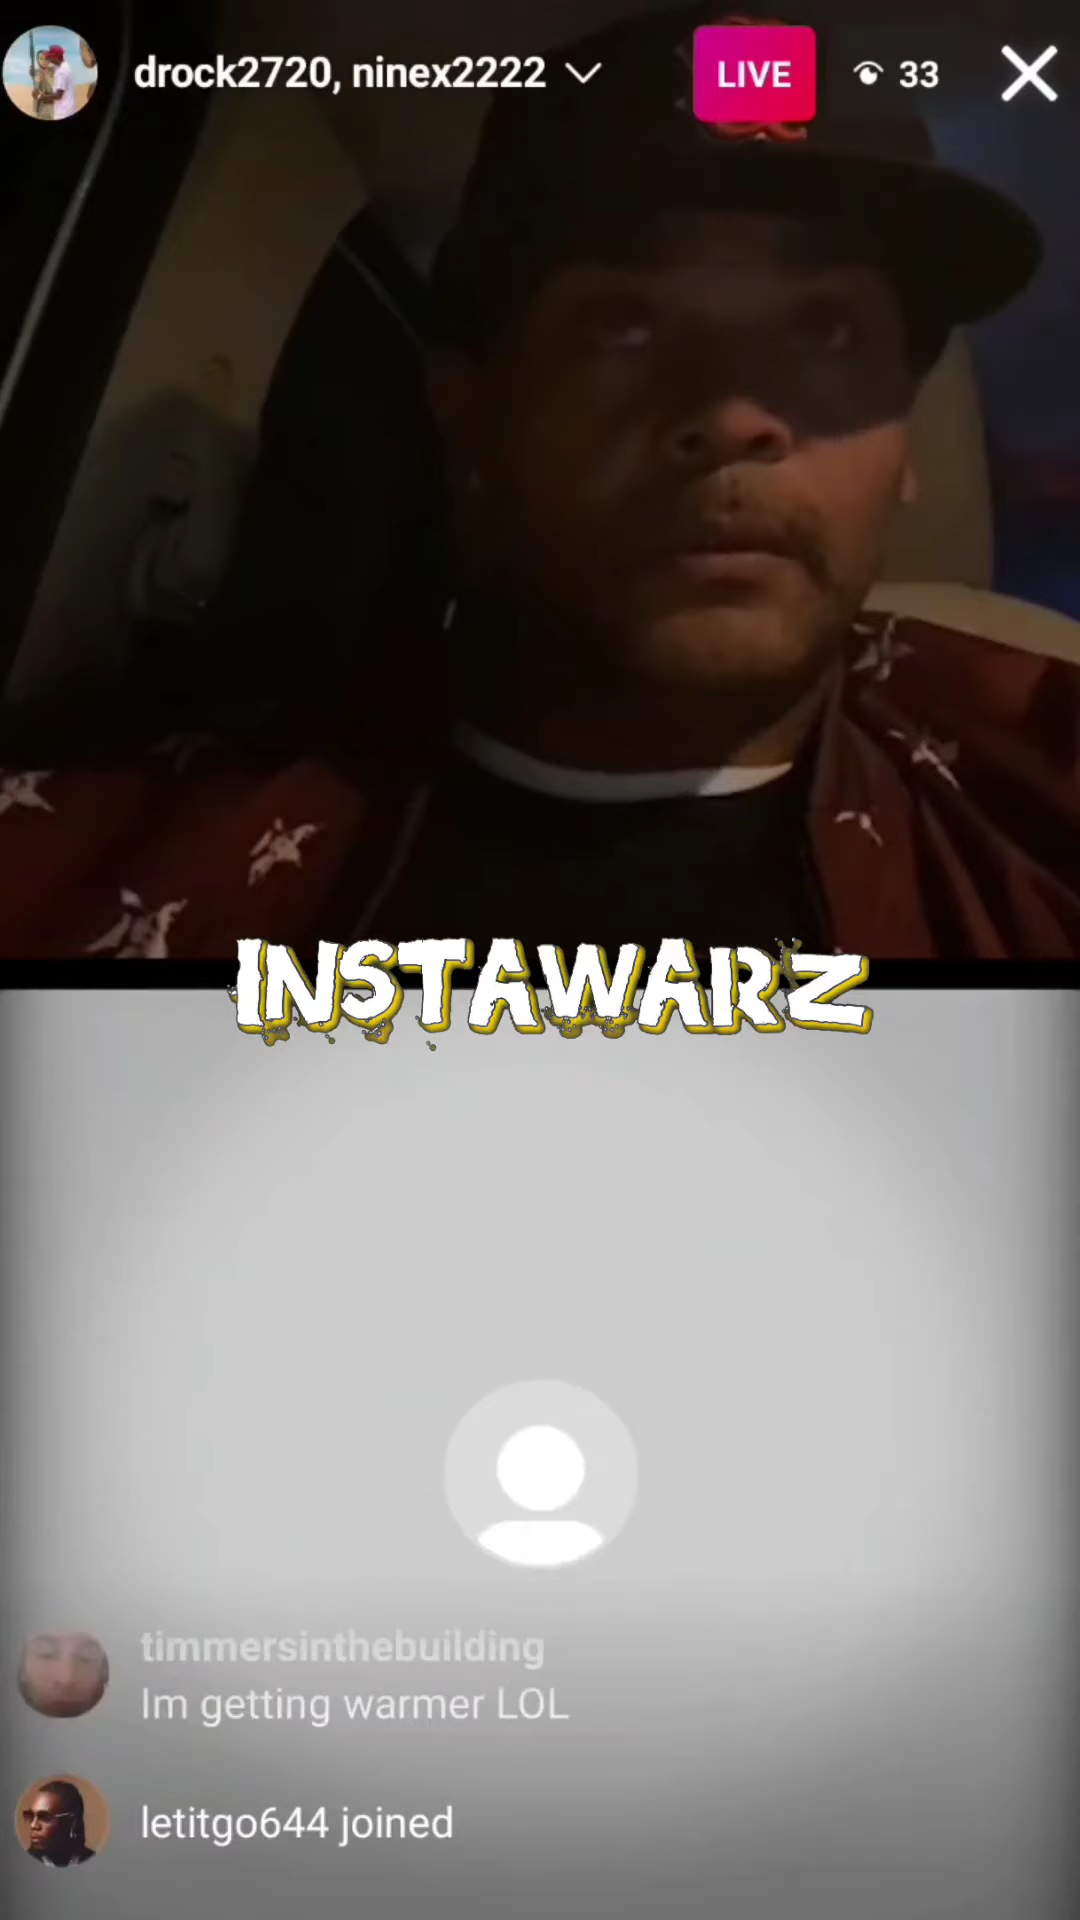 drock2720, ninex2222
LIVE
33
INSTAWARZ
timmersinthebuilding
Im getting warmer LOL
letitgo644 joined